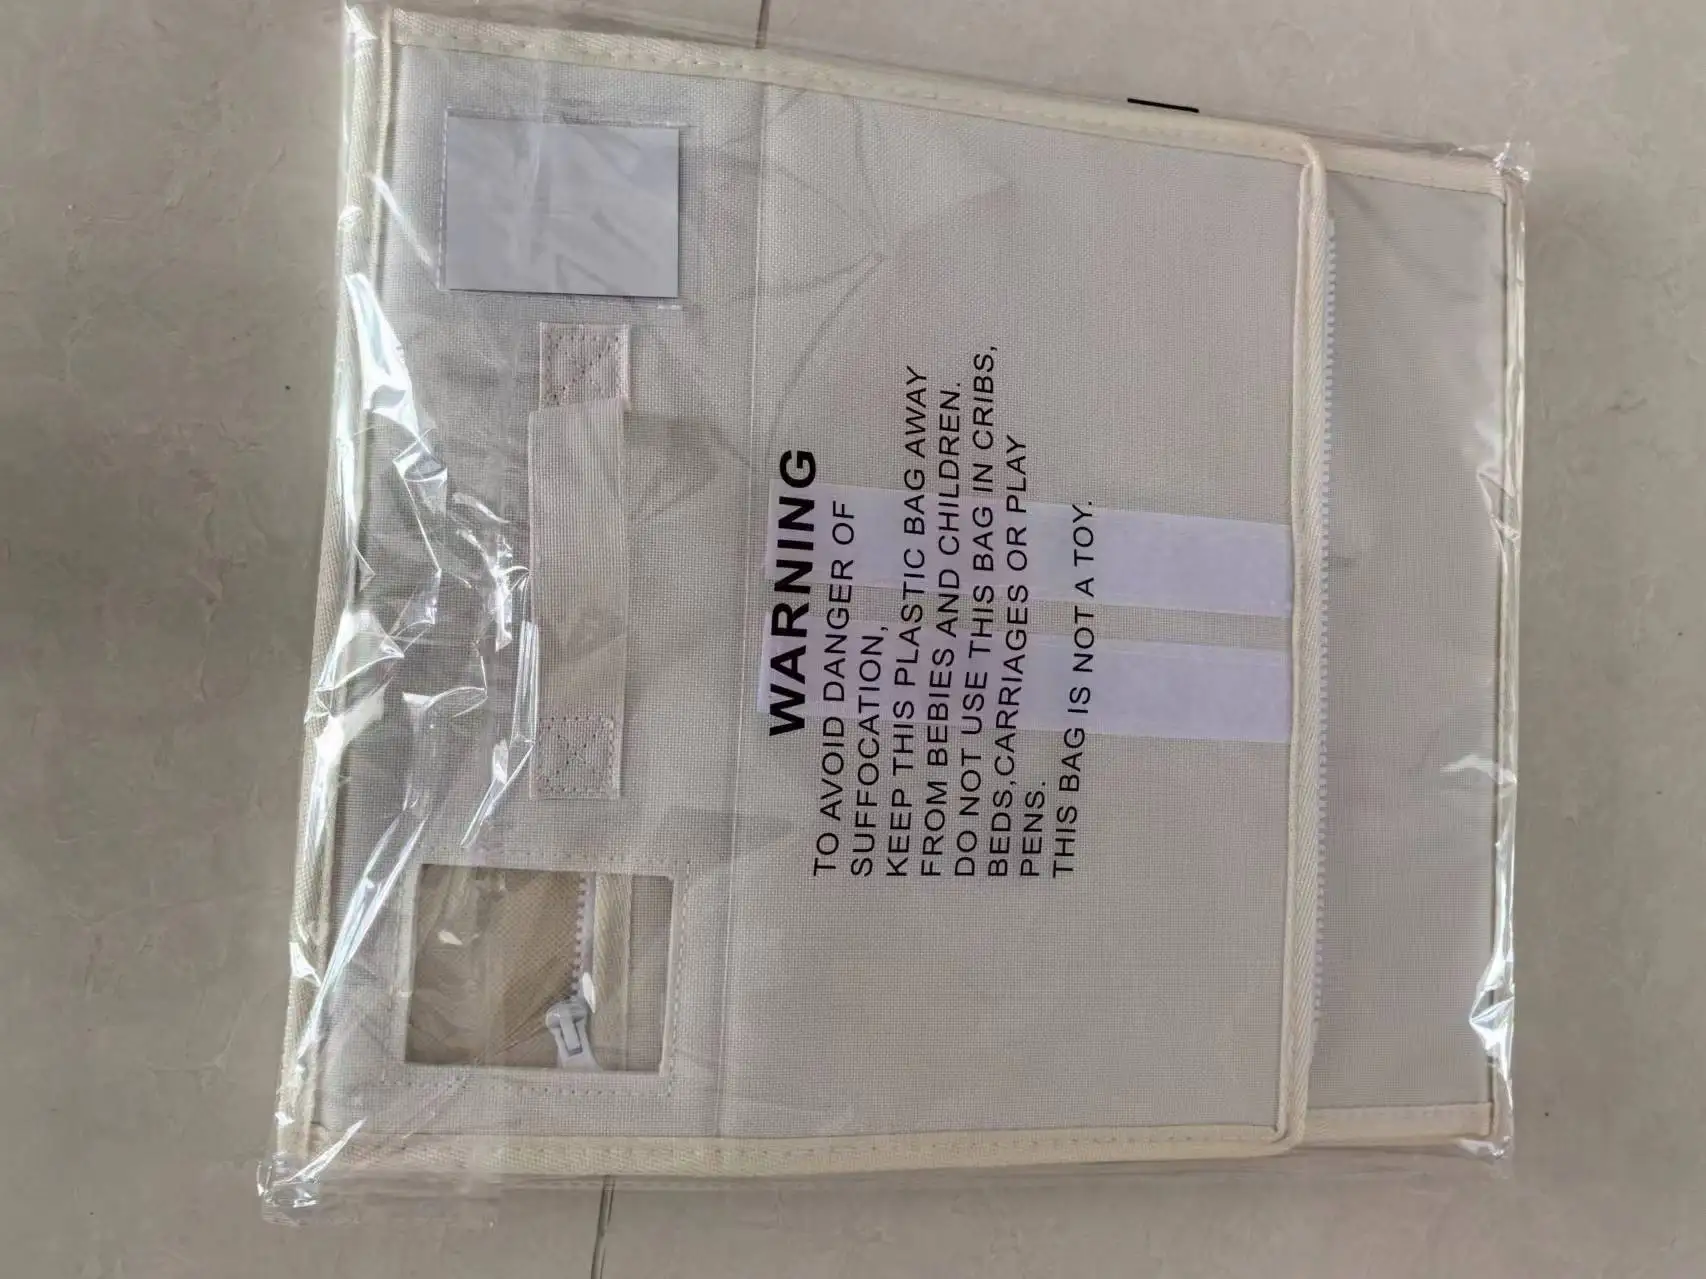 WARNING
TO AVOID DANGER OF
SUFFOCATION,
KEEP THIS PLASTIC BAG AWAY
FROM BEBIES AND CHILDREN.
DO NOT USE THIS BAG IN CRIBS,
BEDS,CARRIAGES OR PLAY
PENS.
THIS BAG IS NOT A TOY.